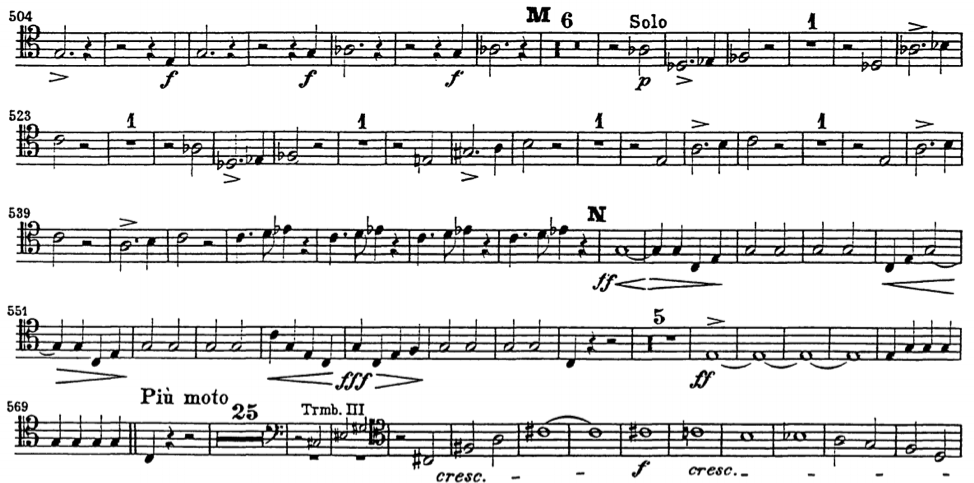 504 M 6 Solo 1
f f f p
523 1 1 1 1
539 N
ff
551 5
fff ff
569 Più moto 25 Trmb. III
cresc. f cresc.